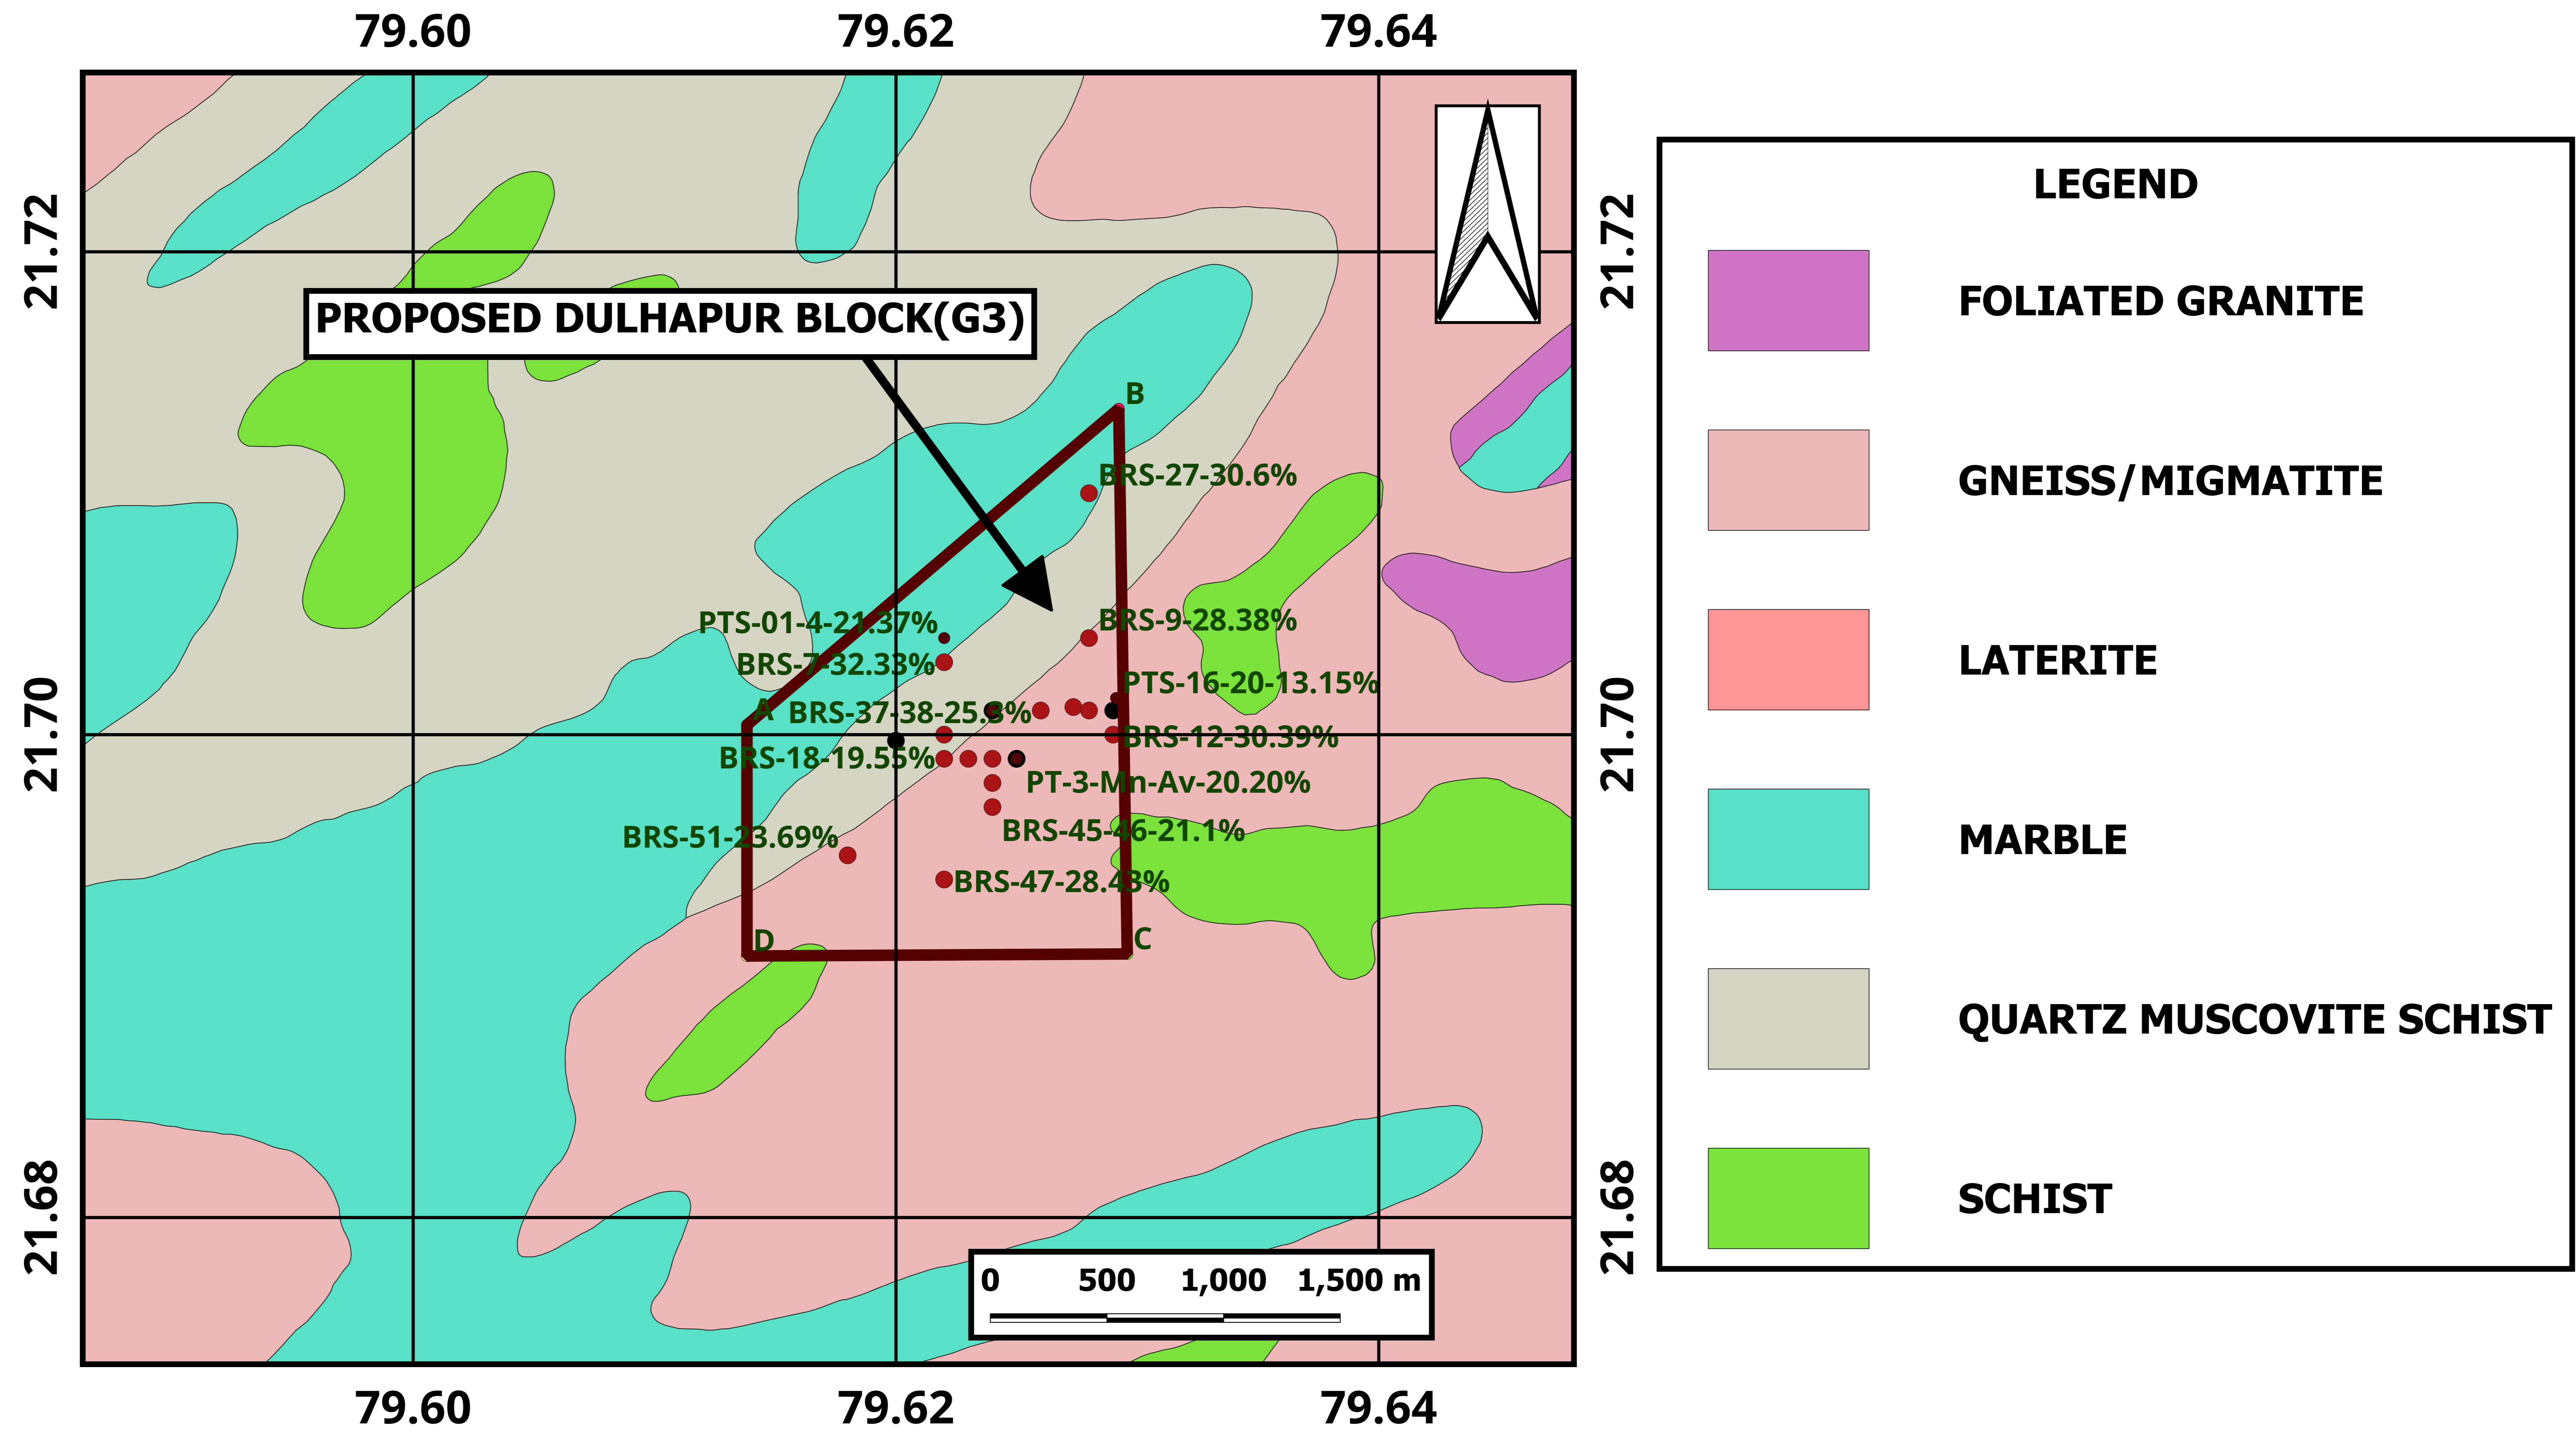 79.60 79.62 79.64
21.72 21.72
21.70 21.70
21.68 21.68
PROPOSED DULHAPUR BLOCK(G3)
B
BRS-27-30.6%
PTS-01-4-21.37%
BRS-9-28.38%
BRS-7-32.33%
PTS-16-20-13.15%
A
BRS-37-38-25.3%
BRS-12-30.39%
BRS-18-19.55%
PT-3-Mn-Av-20.20%
BRS-45-46-21.1%
BRS-51-23.69%
BRS-47-28.43%
D
C
0 500 1,000 1,500 m
79.60 79.62 79.64
LEGEND
FOLIATED GRANITE
GNEISS/MIGMATITE
LATERITE
MARBLE
QUARTZ MUSCOVITE SCHIST
SCHIST